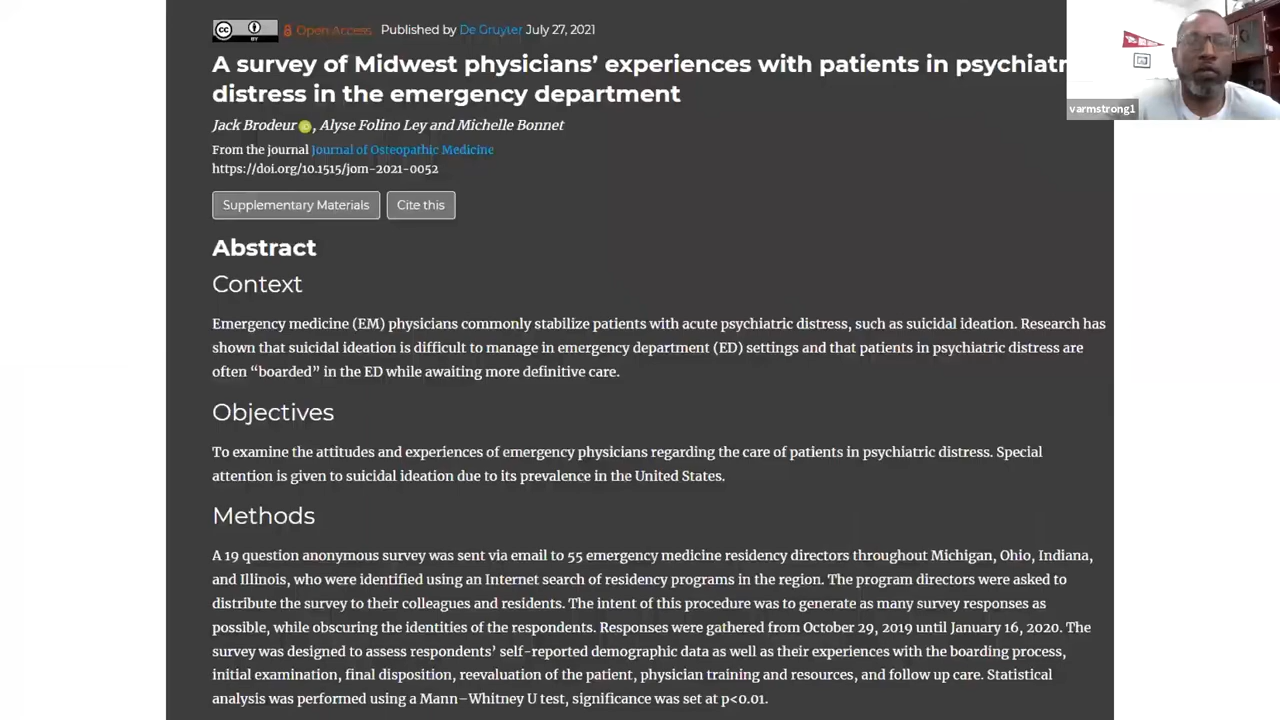 cc BY Open Access Published by De Gruyter July 27, 2021
A survey of Midwest physicians' experiences with patients in psychiatr
distress in the emergency department
Jack Brodeur, Alyse Folino Ley and Michelle Bonnet
From the journal Journal of Osteopathic Medicine
https://doi.org/10.1515/jom-2021-0052
Supplementary Materials Cite this
Abstract
Context
Emergency medicine (EM) physicians commonly stabilize patients with acute psychiatric distress, such as suicidal ideation. Research has
shown that suicidal ideation is difficult to manage in emergency department (ED) settings and that patients in psychiatric distress are
often “boarded” in the ED while awaiting more definitive care.
Objectives
To examine the attitudes and experiences of emergency physicians regarding the care of patients in psychiatric distress. Special
attention is given to suicidal ideation due to its prevalence in the United States.
Methods
A 19 question anonymous survey was sent via email to 55 emergency medicine residency directors throughout Michigan, Ohio, Indiana,
and Illinois, who were identified using an Internet search of residency programs in the region. The program directors were asked to
distribute the survey to their colleagues and residents. The intent of this procedure was to generate as many survey responses as
possible, while obscuring the identities of the respondents. Responses were gathered from October 29, 2019 until January 16, 2020. The
survey was designed to assess respondents’ self-reported demographic data as well as their experiences with the boarding process,
initial examination, final disposition, reevaluation of the patient, physician training and resources, and follow up care. Statistical
analysis was performed using a Mann–Whitney U test, significance was set at p<0.01.
varmstrong1